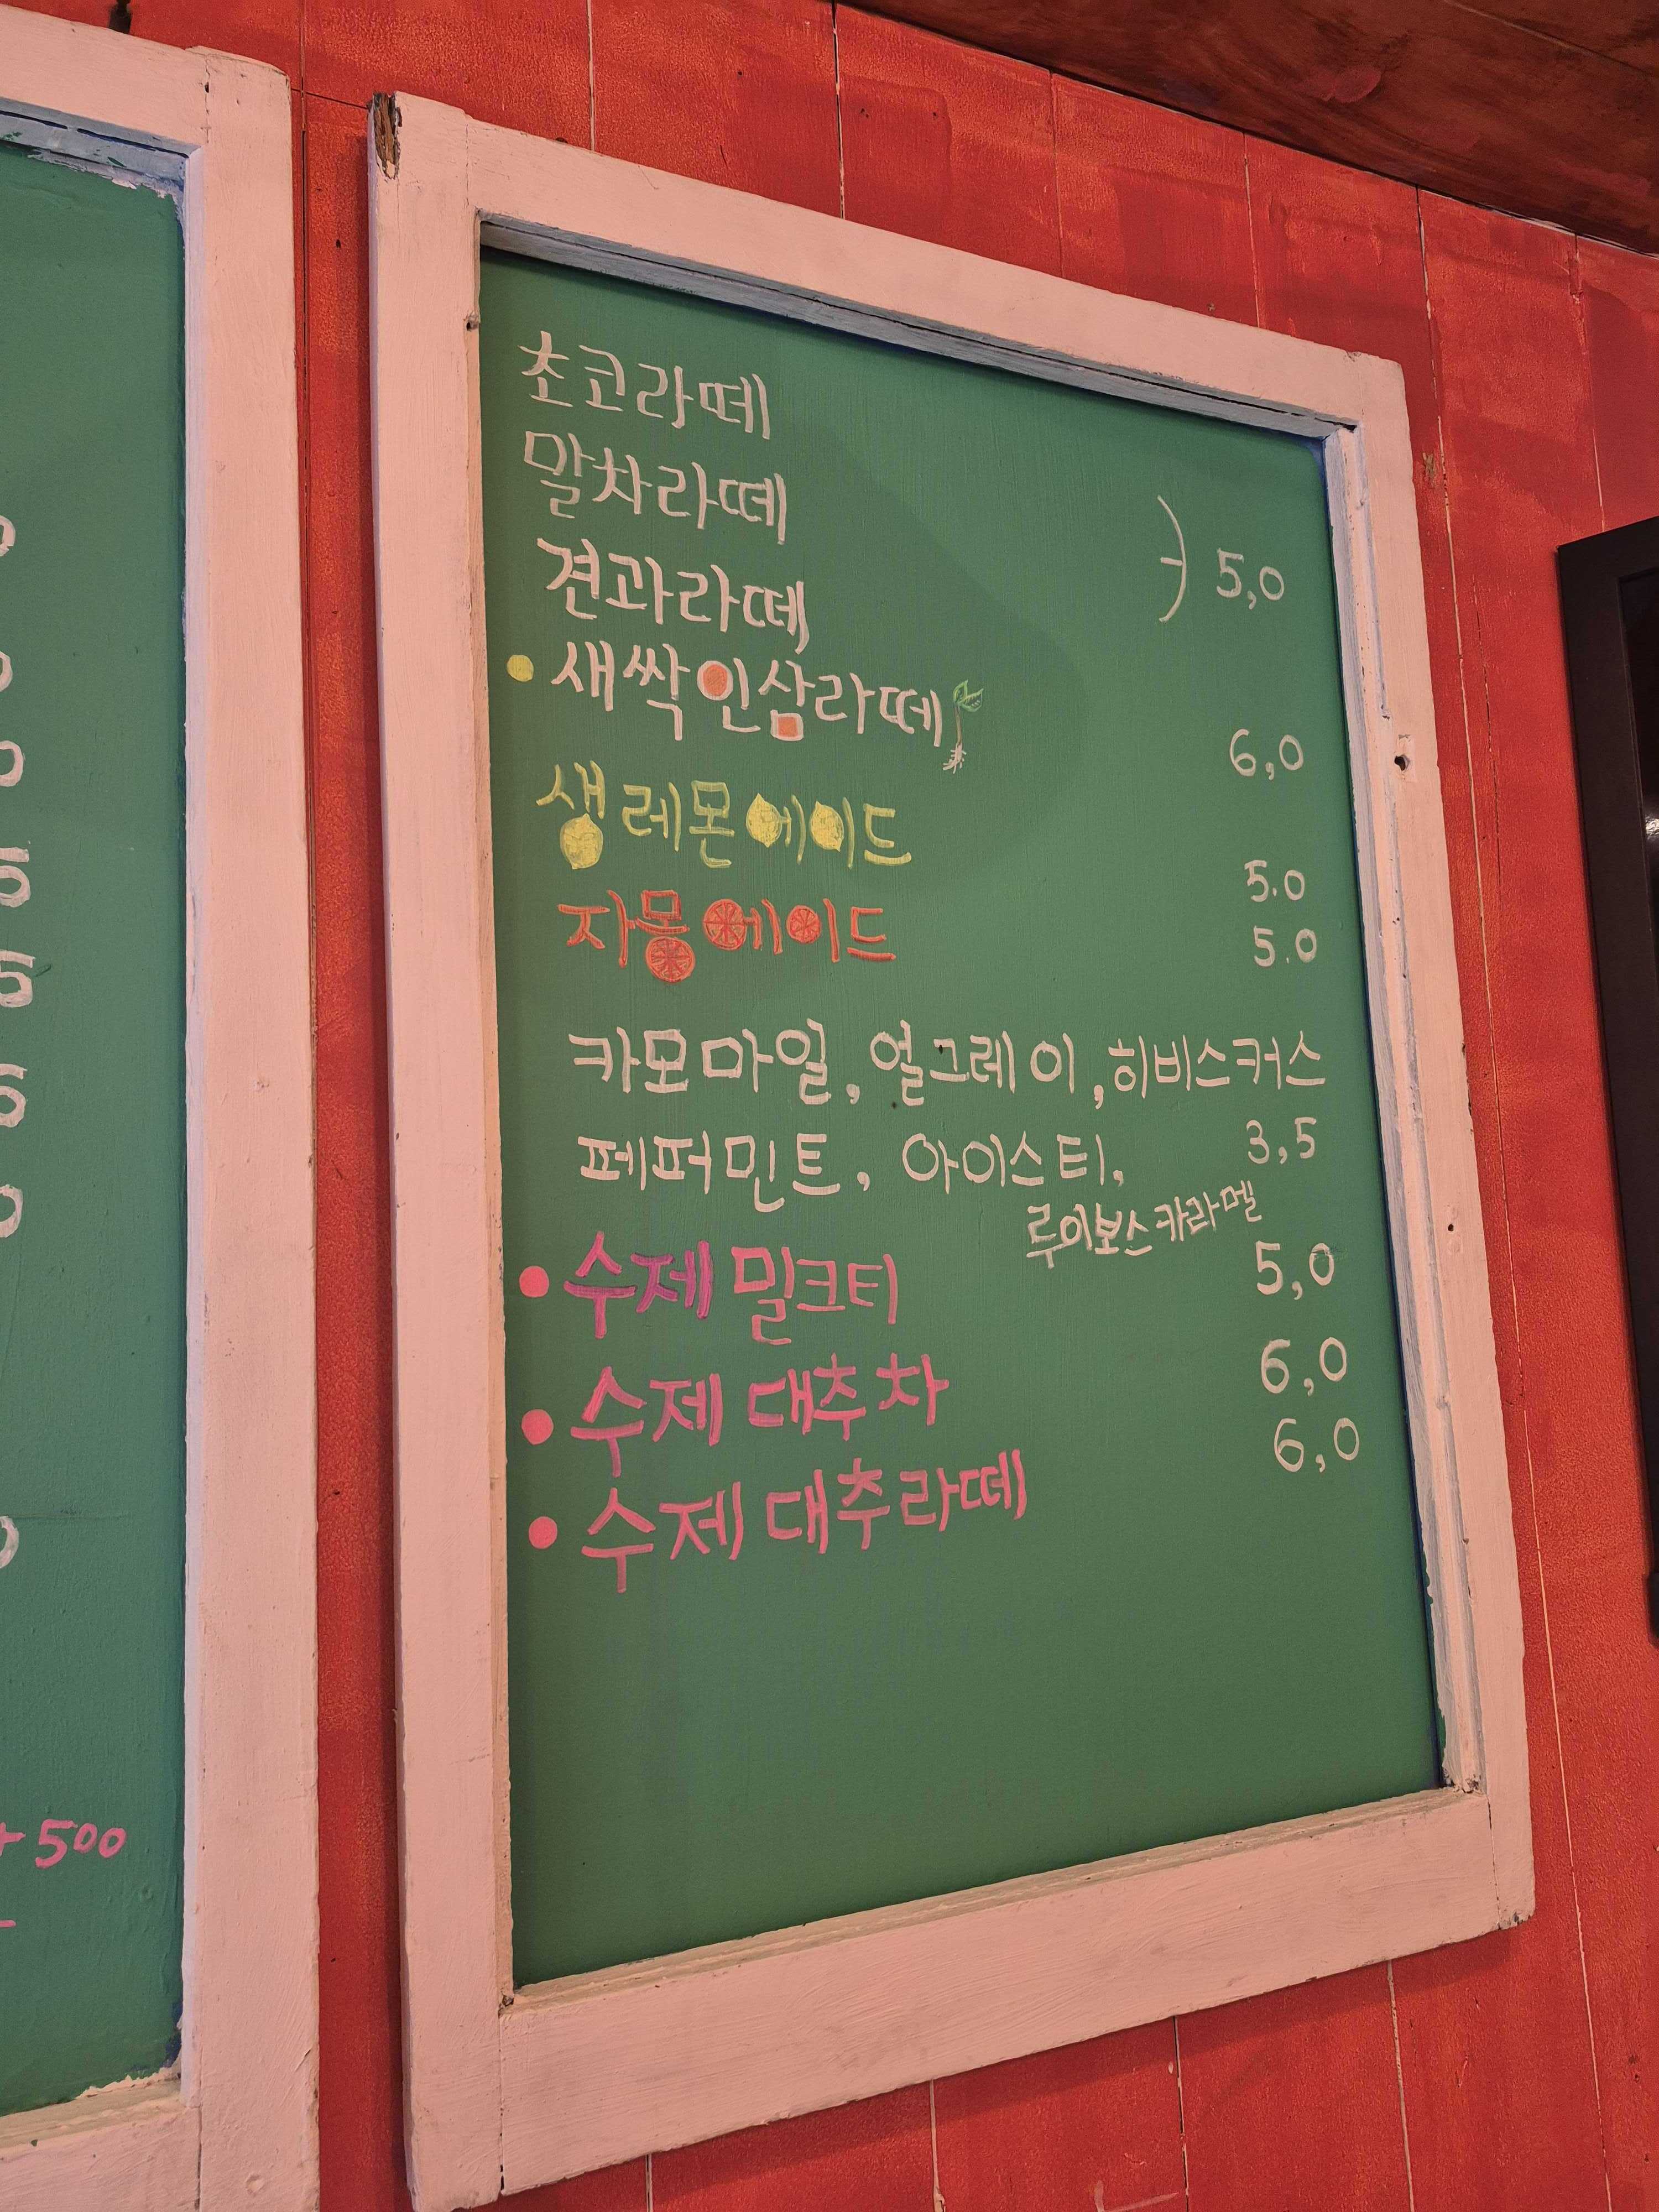 초코라떼
말차라떼
견과라떼
5,0
새싹인삼라떼
6,0
생레몬에이드
5.0
자몽에이드
5.0
카모마일, 얼그레이, 히비스커스
페퍼민트, 아이스티,
3,5
루이보스카라멜
수제 밀크티
5,0
수제 대추차
6,0
수제 대추라떼
6,0
+500